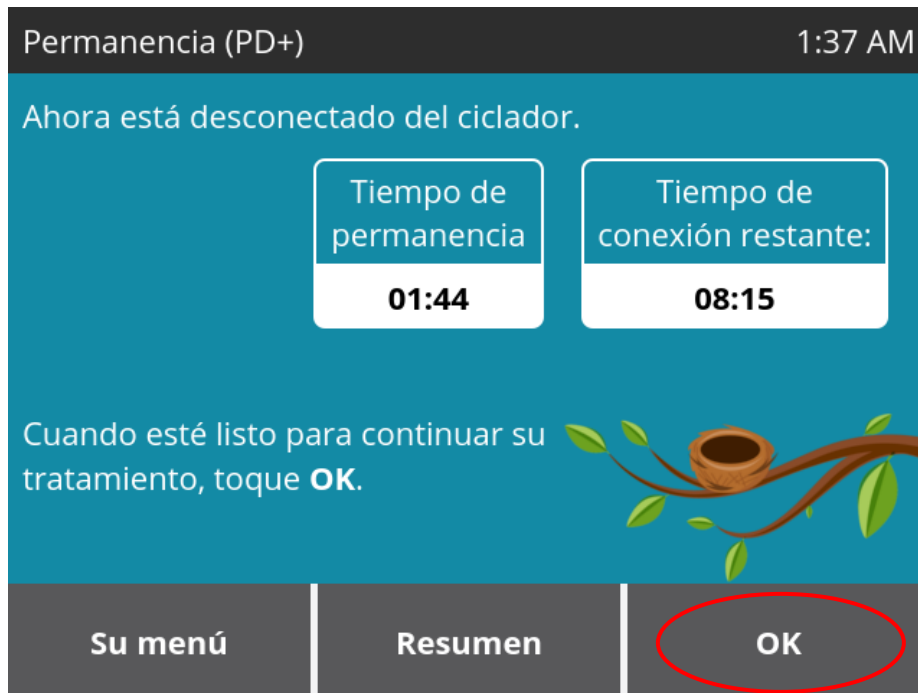 Permanencia (PD+)
1:37 AM
Ahora está desconectado del ciclador.
Tiempo de
permanencia
01:44
Tiempo de
conexión restante:
08:15
Cuando esté listo para continuar su
tratamiento, toque OK.
Su menú
Resumen
OK